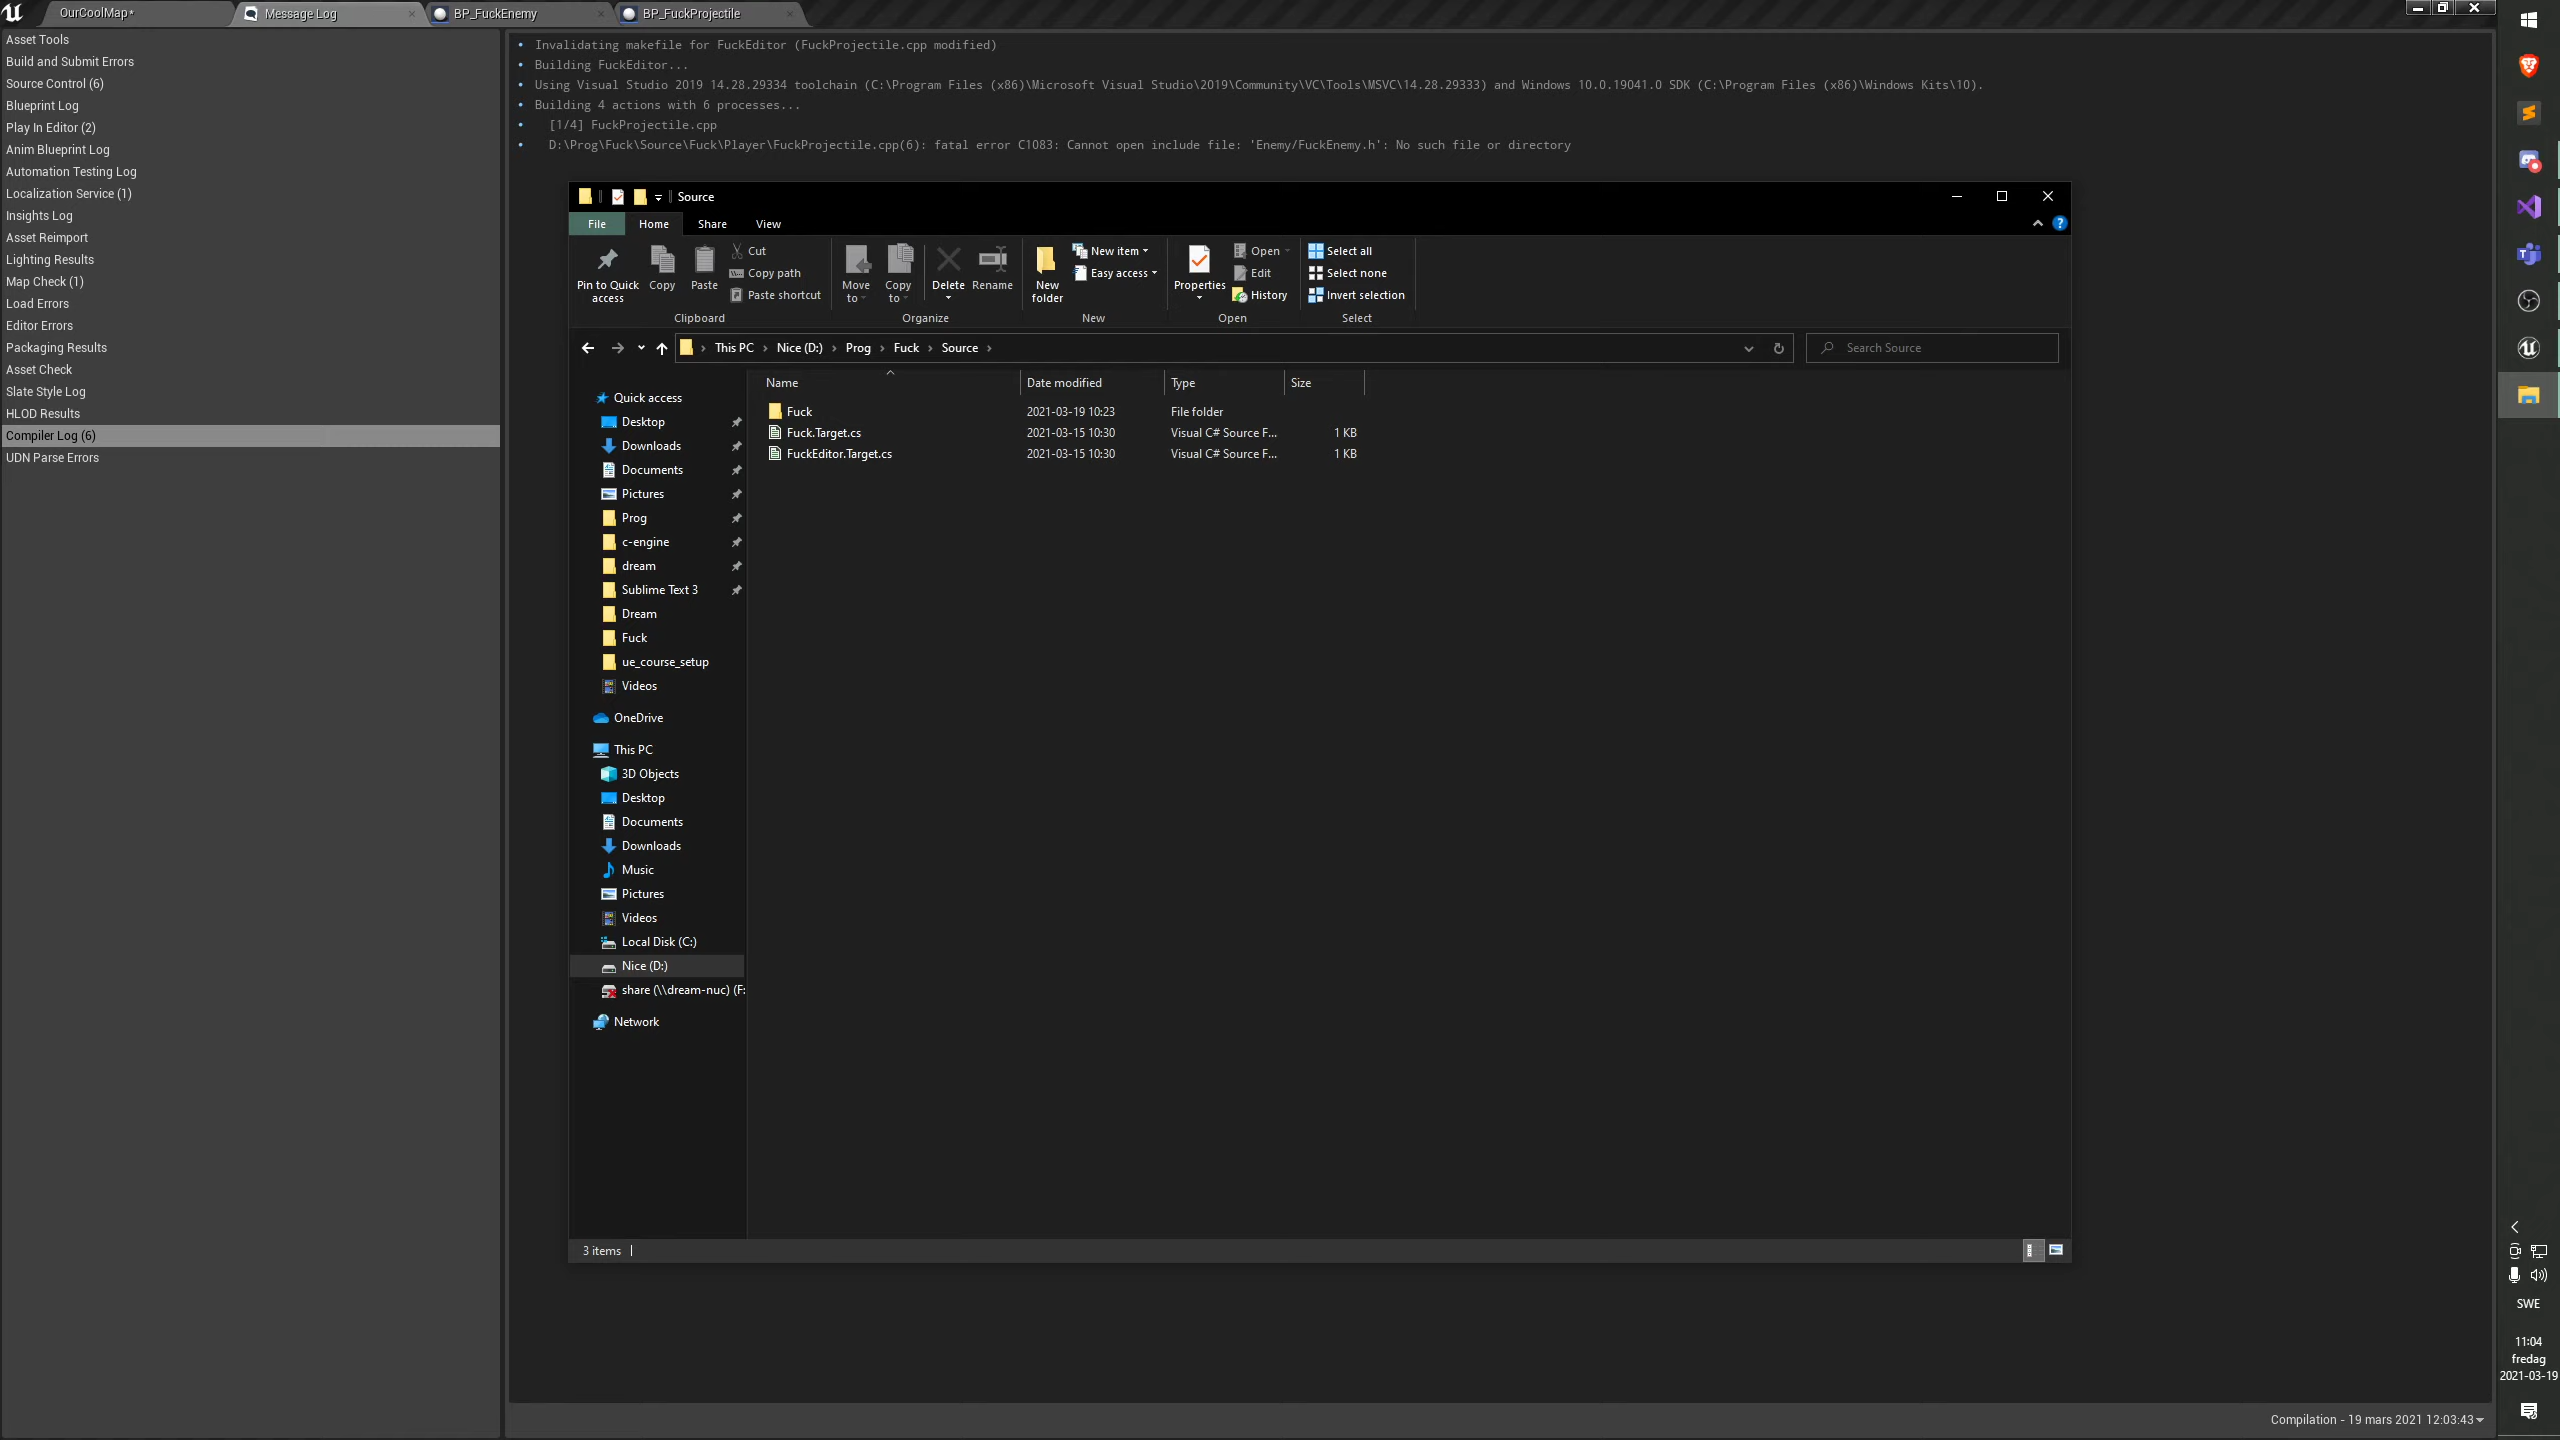 OurCoolMap*
Message Log
BP_FuckEnemy
BP_FuckProjectile
Asset Tools
Build and Submit Errors
Source Control (6)
Blueprint Log
Play In Editor (2)
Anim Blueprint Log
Automation Testing Log
Localization Service (1)
Insights Log
Asset Reimport
Lighting Results
Map Check (1)
Load Errors
Editor Errors
Packaging Results
Asset Check
Slate Style Log
HLOD Results
Compiler Log (6)
UDN Parse Errors
Invalidating makefile for FuckEditor (FuckProjectile.cpp modified)
Building FuckEditor...
Using Visual Studio 2019 14.28.29334 toolchain (C:\Program Files (x86)\Microsoft Visual Studio\2019\Community\VC\Tools\MSVC\14.28.29333) and Windows 10.0.19041.0 SDK (C:\Program Files (x86)\Windows Kits\10).
Building 4 actions with 6 processes...
[1/4] FuckProjectile.cpp
D:\Prog\Fuck\Source\Fuck\Player\FuckProjectile.cpp(6): fatal error C1083: Cannot open include file: 'Enemy/FuckEnemy.h': No such file or directory
Source
File
Home
Share
View
Pin to Quick access
Copy
Paste
Cut
Copy path
Paste shortcut
Clipboard
Move to
Copy to
Delete
Rename
Organize
New folder
New item
Easy access
New
Properties
Open
Edit
History
Open
Select all
Select none
Invert selection
Select
This PC > Nice (D:) > Prog > Fuck > Source >
Search Source
Name
Date modified
Type
Size
Fuck 2021-03-19 10:23 File folder
Fuck.Target.cs 2021-03-15 10:30 Visual C# Source F... 1 KB
FuckEditor.Target.cs 2021-03-15 10:30 Visual C# Source F... 1 KB
Quick access
Desktop
Downloads
Documents
Pictures
Prog
c-engine
dream
Sublime Text 3
Dream
Fuck
ue_course_setup
Videos
OneDrive
This PC
3D Objects
Desktop
Documents
Downloads
Music
Pictures
Videos
Local Disk (C:)
Nice (D:)
share (\\dream-nuc) (F:
Network
3 items
SWE
11:04
fredag
2021-03-19
Compilation - 19 mars 2021 12:03:43